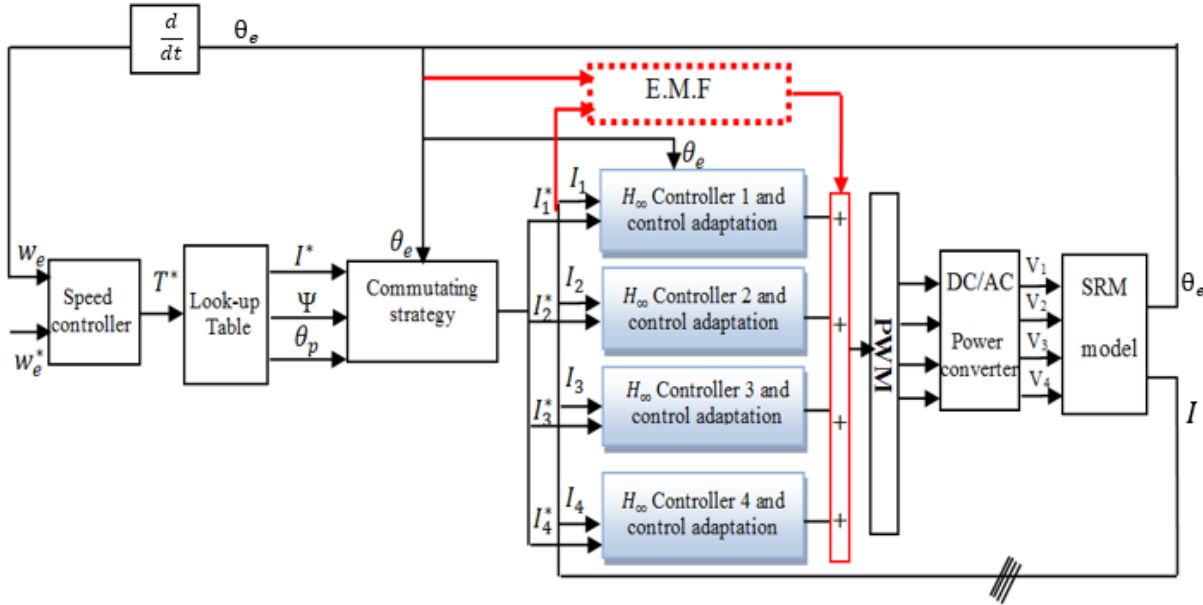 d
dt
θₑ
E.M.F
θₑ
I₁
I₁*
H∞ Controller 1 and
control adaptation
+
wₑ
wₑ*
Speed
controller
T*
Look-up
Table
I*
Ψ
θₚ
θₑ
Commutating
strategy
I₂
I₂*
H∞ Controller 2 and
control adaptation
+
I₃
I₃*
H∞ Controller 3 and
control adaptation
+
I₄
I₄*
H∞ Controller 4 and
control adaptation
+
PWM
DC/AC
Power
converter
V₁
V₂
V₃
V₄
SRM
model
θₑ
I